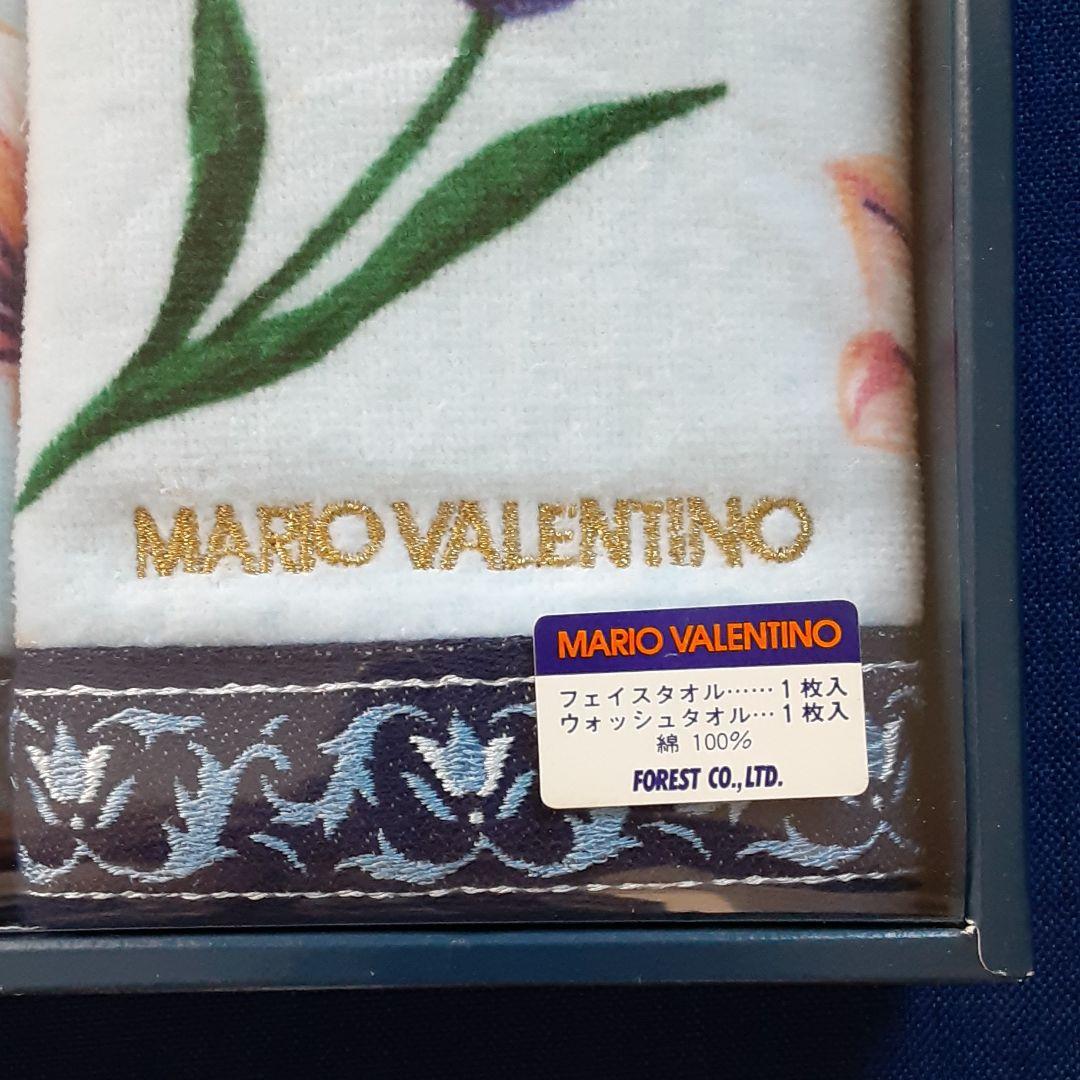 MARIO VALENTINO
MARIO VALENTINO
フェイスタオル……1枚入
ウォッシュタオル…1枚入
綿 100%
FOREST CO.,LTD.